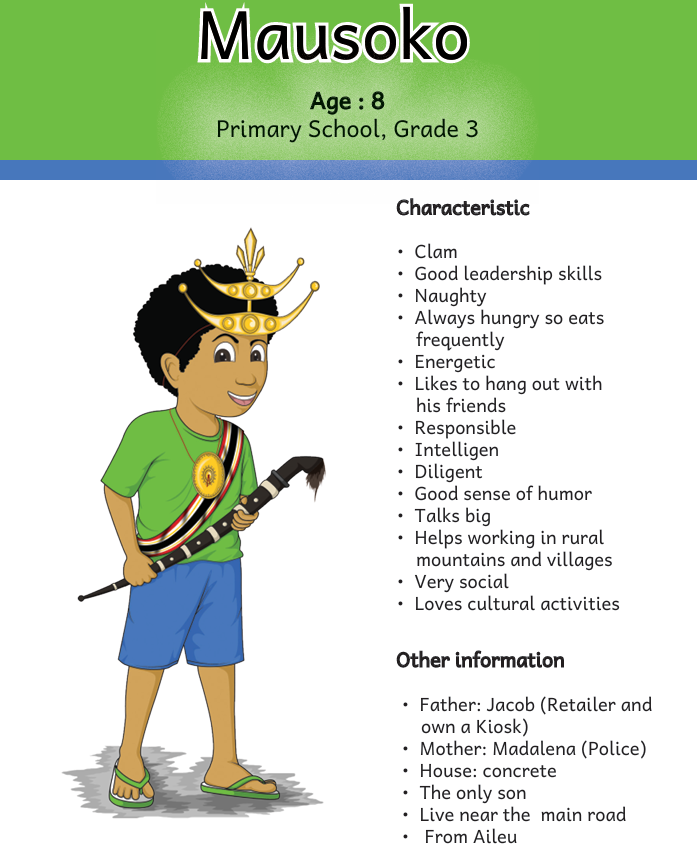 Mausoko
Age : 8
Primary School, Grade 3
Characteristic
• Clam
• Good leadership skills
• Naughty
• Always hungry so eats
frequently
• Energetic
• Likes to hang out with
his friends
• Responsible
• Intelligen
• Diligent
• Good sense of humor
• Talks big
• Helps working in rural
mountains and villages
• Very social
• Loves cultural activities
Other information
• Father: Jacob (Retailer and
own a Kiosk)
• Mother: Madalena (Police)
• House: concrete
• The only son
• Live near the main road
• From Aileu